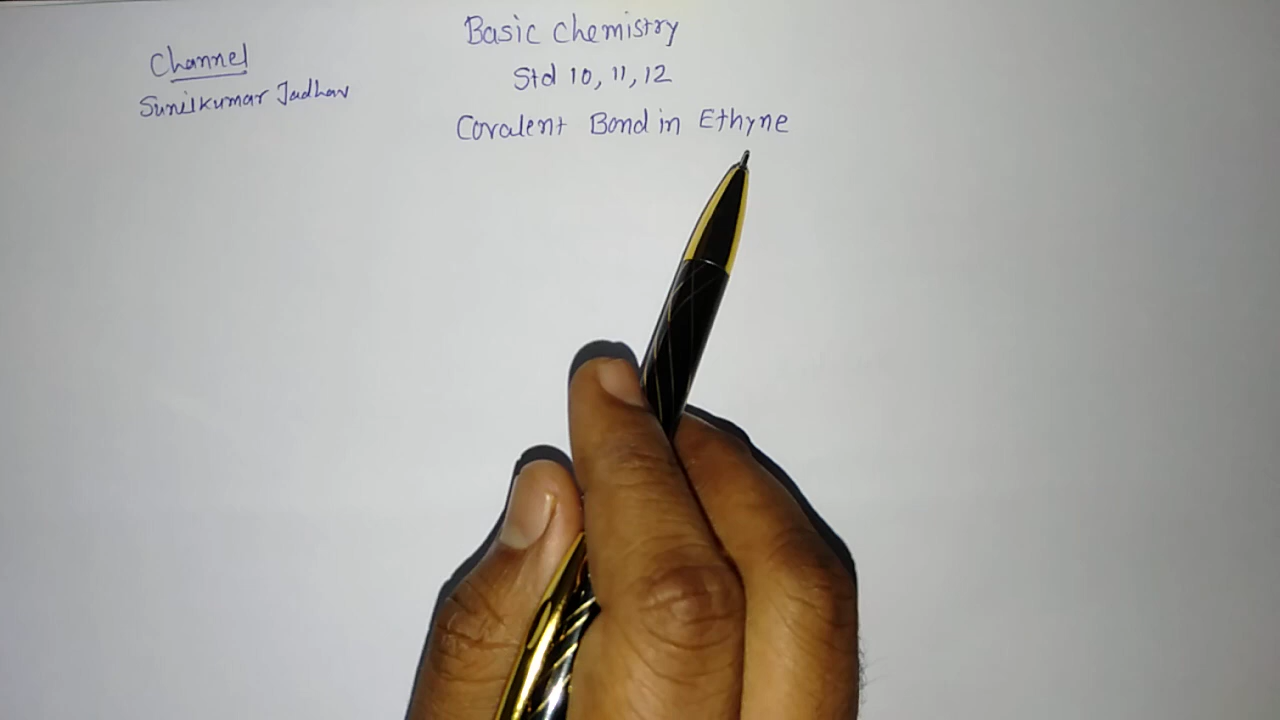 Channel
Sunilkumar Jadhav
Basic Chemistry
Std 10, 11, 12
Covalent Bond in Ethyne